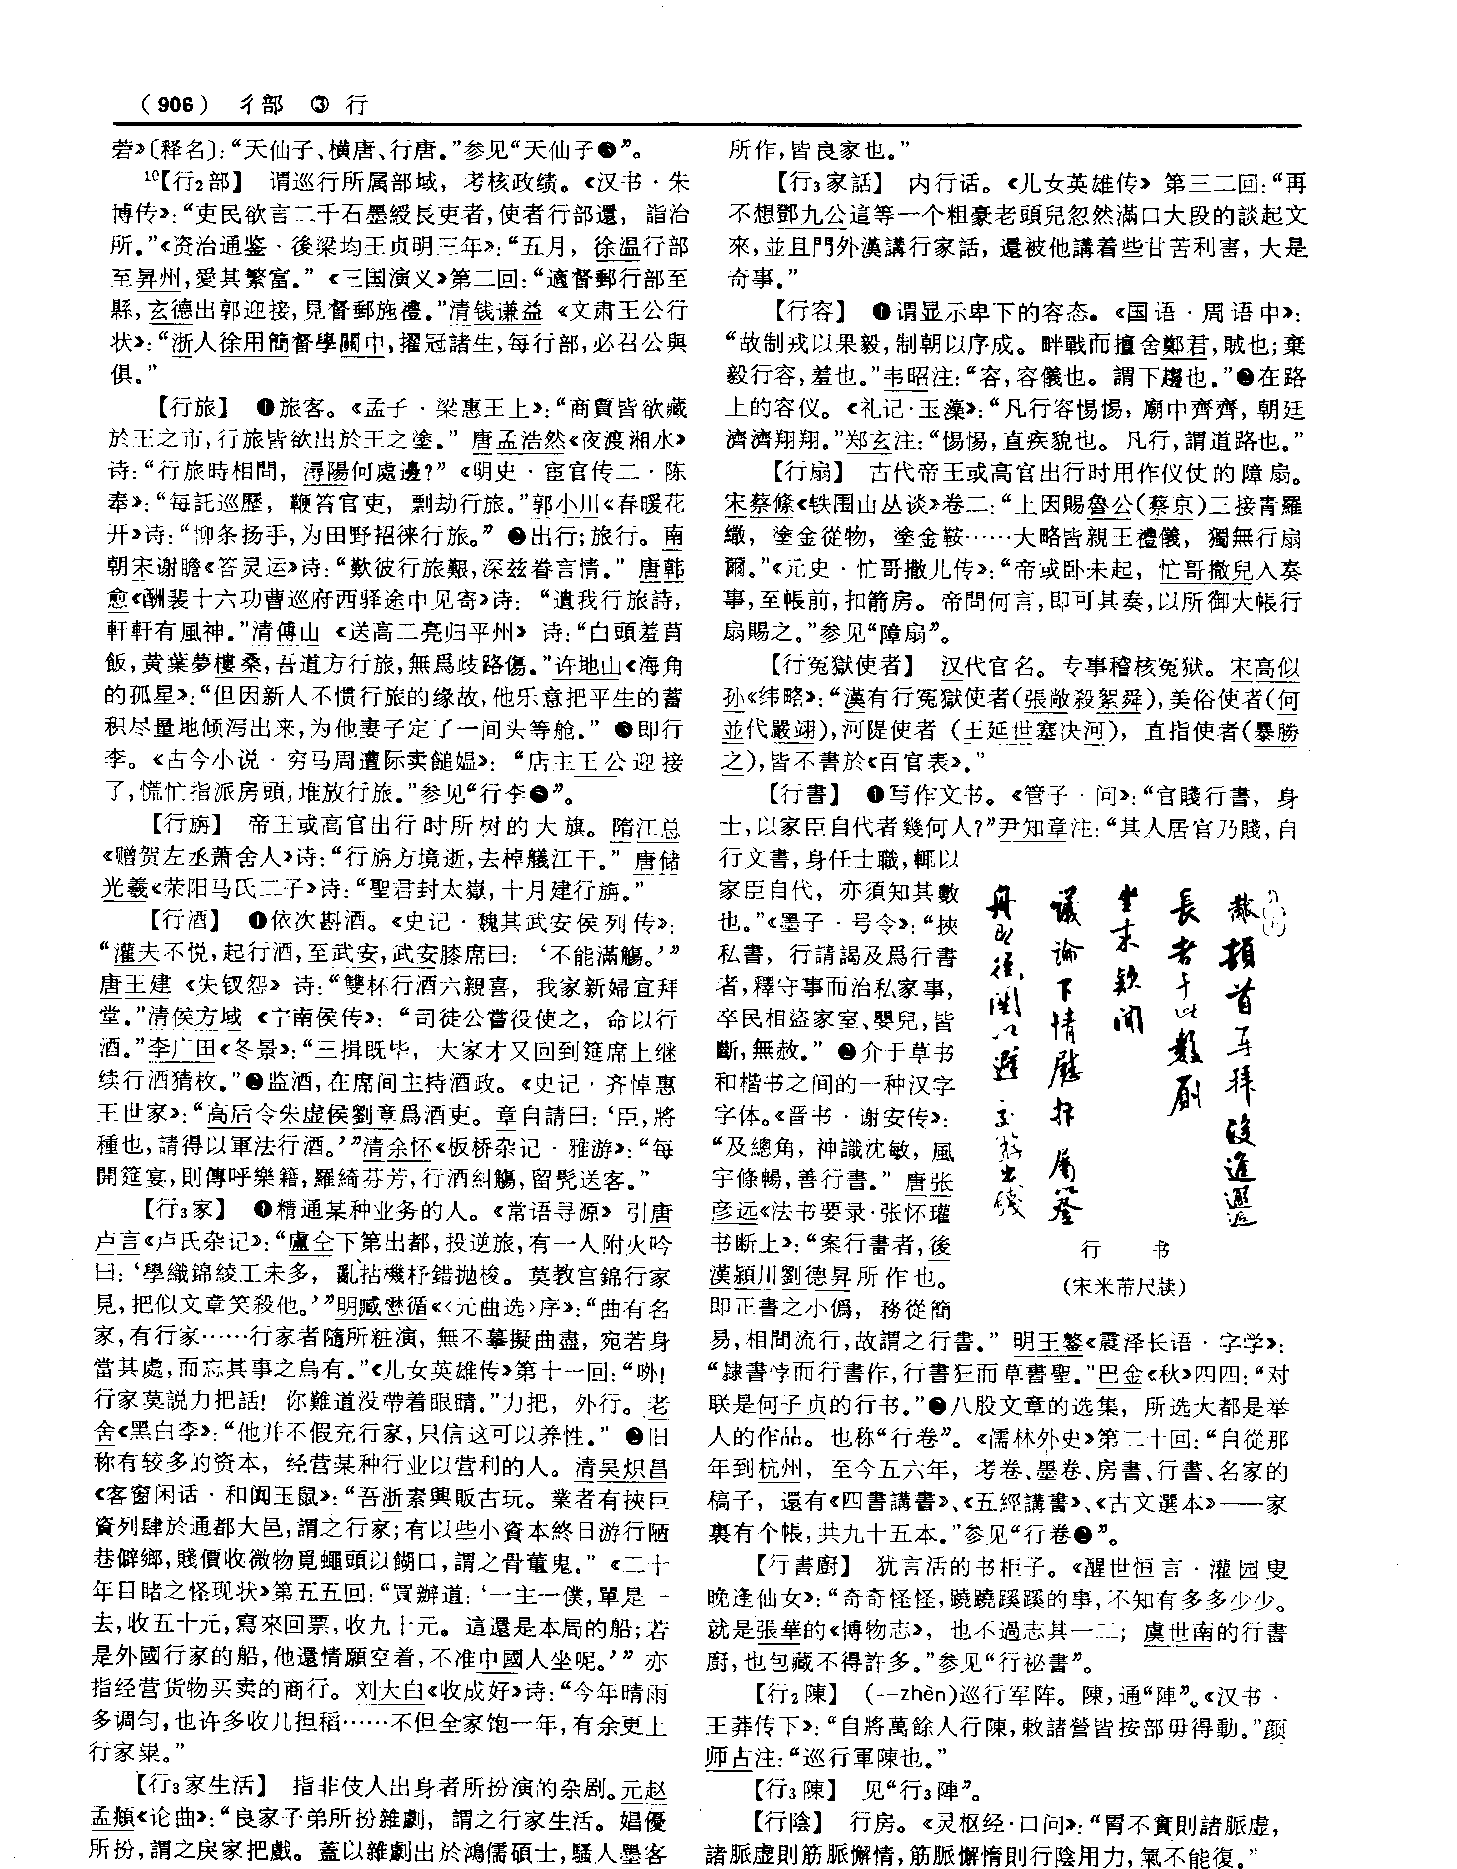 (906) 彳部 ③ 行
菪》〔释名〕：“天仙子、横唐、行唐。”参见“天仙子❸”。
¹⁰【行₂部】 谓巡行所属部域，考核政绩。《汉书·朱
博传》：“吏民欲言二千石墨綬長吏者，使者行部還，詣治
所。”《资治通鉴·後梁均王贞明三年》：“五月，徐温行部
至昇州，愛其繁富。”《三国演义》第二回：“適督郵行部至
縣，玄德出郭迎接，見督郵施禮。”清钱谦益《文肃王公行
状》：“浙人徐用簡督學關中，擢冠諸生，每行部，必召公與
俱。”
【行旅】 ❶旅客。《孟子·梁惠王上》：“商賈皆欲藏
於王之市，行旅皆欲出於王之塗。”唐孟浩然《夜渡湘水》
诗：“行旅時相問，潯陽何處邊？”《明史·宦官传二·陈
奉》：“每託巡歷，鞭笞官吏，剽劫行旅。”郭小川《春暖花
开》诗：“柳条扬手，为田野招徕行旅。” ❷出行；旅行。南
朝宋谢瞻《答灵运》诗：“歎彼行旅艱，深兹眷言情。”唐韩
愈《酬裴十六功曹巡府西驿途中见寄》诗：“遺我行旅詩，
軒軒有風神。”清傅山《送高二亮归平州》诗：“白頭羞苜
飯，黄葉夢樓桑，吾道方行旅，無爲歧路傷。”许地山《海角
的孤星》：“但因新人不惯行旅的缘故，他乐意把平生的蓄
积尽量地倾泻出来，为他妻子定了一间头等舱。” ❸即行
李。《古今小说·穷马周遭际卖䭔媪》：“店主王公迎接
了，慌忙指派房頭，堆放行旅。”参见“行李❸”。
【行旃】 帝王或高官出行时所树的大旗。隋江总
《赠贺左丞萧舍人》诗：“行旃方境逝，去棹艤江干。”唐储
光羲《荥阳马氏二子》诗：“聖君封太嶽，十月建行旃。”
【行酒】 ❶依次斟酒。《史记·魏其武安侯列传》：
“灌夫不悦，起行酒，至武安，武安膝席曰：‘不能滿觴。’”
唐王建《失钗怨》诗：“雙杯行酒六親喜，我家新婦宜拜
堂。”清侯方域《宁南侯传》：“司徒公嘗役使之，命以行
酒。”李广田《冬景》：“三揖既毕，大家才又回到筵席上继
续行酒猜枚。”❷监酒，在席间主持酒政。《史记·齐悼惠
王世家》：“高后令朱虚侯劉章爲酒吏。章自請曰：‘臣，將
種也，請得以軍法行酒。’”清余怀《板桥杂记·雅游》：“每
開筵宴，則傳呼樂籍，羅綺芬芳，行酒糾觴，留髡送客。”
【行₃家】 ❶精通某种业务的人。《常语寻源》引唐
卢言《卢氏杂记》：“盧仝下第出都，投逆旅，有一人附火吟
曰：‘學織錦綾工未多，亂拈機杼錯抛梭。莫教宫錦行家
見，把似文章笑殺他。’”明臧懋循《〈元曲选〉序》：“曲有名
家，有行家……行家者隨所粧演，無不摹擬曲盡，宛若身
當其處，而忘其事之烏有。”《儿女英雄传》第十一回：“喲！
行家莫説力把話！你難道没帶着眼睛。”力把，外行。老
舍《黑白李》：“他并不假充行家，只信这可以养性。” ❷旧
称有较多的资本，经营某种行业以营利的人。清吴炽昌
《客窗闲话·和阗玉鼠》：“吾浙素興販古玩。業者有挾巨
資列肆於通都大邑，謂之行家；有以些小資本終日游行陋
巷僻鄉，賤價收微物覓蠅頭以餬口，謂之骨董鬼。”《二十
年目睹之怪现状》第五五回：“買辦道：‘一主一僕，單是一
去，收五十元，寫來回票，收九十元。這還是本局的船；若
是外國行家的船，他還情願空着，不准中國人坐呢。’” 亦
指经营货物买卖的商行。刘大白《收成好》诗：“今年晴雨
多调匀，也许多收几担稻……不但全家饱一年，有余更上
行家粜。”
【行₃家生活】 指非伎人出身者所扮演的杂剧。元赵
孟頫《论曲》：“良家子弟所扮雜劇，謂之行家生活。娼優
所扮，謂之戾家把戲。蓋以雜劇出於鴻儒碩士，騷人墨客
所作，皆良家也。”
【行₃家話】 内行话。《儿女英雄传》第三二回：“再
不想鄧九公這等一个粗豪老頭兒忽然滿口大段的談起文
來，並且門外漢講行家話，還被他講着些甘苦利害，大是
奇事。”
【行容】 ❶谓显示卑下的容态。《国语·周语中》：
“故制戎以果毅，制朝以序成。畔戰而擅舍鄭君，賊也；棄
毅行容，羞也。”韦昭注：“容，容儀也。謂下趨也。”❷在路
上的容仪。《礼记·玉藻》：“凡行容惕惕，廟中齊齊，朝廷
濟濟翔翔。”郑玄注：“惕惕，直疾貌也。凡行，謂道路也。”
【行扇】 古代帝王或高官出行时用作仪仗的障扇。
宋蔡絛《铁围山丛谈》卷二：“上因賜魯公（蔡京）三接青羅
繖，塗金從物，塗金鞍……大略皆親王禮儀，獨無行扇
爾。”《元史·忙哥撒儿传》：“帝或卧未起，忙哥撒兒入奏
事，至帳前，扣箭房。帝問何言，即可其奏，以所御大帳行
扇賜之。”参见“障扇”。
【行冤獄使者】 汉代官名。专事稽核冤狱。宋高似
孙《纬略》：“漢有行冤獄使者（張敞殺絮舜），美俗使者（何
並代嚴詡），河隄使者（王延世塞决河），直指使者（暴勝
之），皆不書於《百官表》。”
【行書】 ❶写作文书。《管子·问》：“官賤行書，身
士，以家臣自代者幾何人？”尹知章注：“其人居官乃賤，自
行文書，身任士職，輒以
家臣自代，亦須知其數
也。”《墨子·号令》：“挾
私書，行請謁及爲行書
者，釋守事而治私家事，
卒民相盜家室、嬰兒，皆
斷，無赦。” ❷介于草书
和楷书之间的一种汉字
字体。《晋书·谢安传》：
“及總角，神識沈敏，風
宇條暢，善行書。”唐张
彦远《法书要录·张怀瓘
书断上》：“案行書者，後
漢潁川劉德昇所作也。
即正書之小僞，務從簡
易，相間流行，故謂之行書。”明王鏊《震泽长语·字学》：
“隸書悖而行書作，行書狂而草書聖。”巴金《秋》四四：“对
联是何子贞的行书。”❸八股文章的选集，所选大都是举
人的作品。也称“行卷”。《儒林外史》第二十回：“自從那
年到杭州，至今五六年，考卷、墨卷、房書、行書、名家的
稿子，還有《四書講書》、《五經講書》、《古文選本》——家
裏有个帳，共九十五本。”参见“行卷❷”。
頓首再拜後進
長者于此
坐末款聞
議論下情
行 书
（宋米芾尺牍）
【行書廚】 犹言活的书柜子。《醒世恒言·灌园叟
晚逢仙女》：“奇奇怪怪，蹺蹺蹊蹊的事，不知有多多少少。
就是張華的《博物志》，也不過志其一二；虞世南的行書
廚，也包藏不得許多。”参见“行祕書”。
【行₂陳】 （--zhèn）巡行军阵。陳，通“陣”。《汉书·
王莽传下》：“自將萬餘人行陳，敕諸營皆按部毋得動。”颜
师古注：“巡行軍陳也。”
【行₃陳】 见“行₃陣”。
【行陰】 行房。《灵枢经·口问》：“胃不實則諸脈虚，
諸脈虚則筋脈懈惰，筋脈懈惰則行陰用力，氣不能復。”